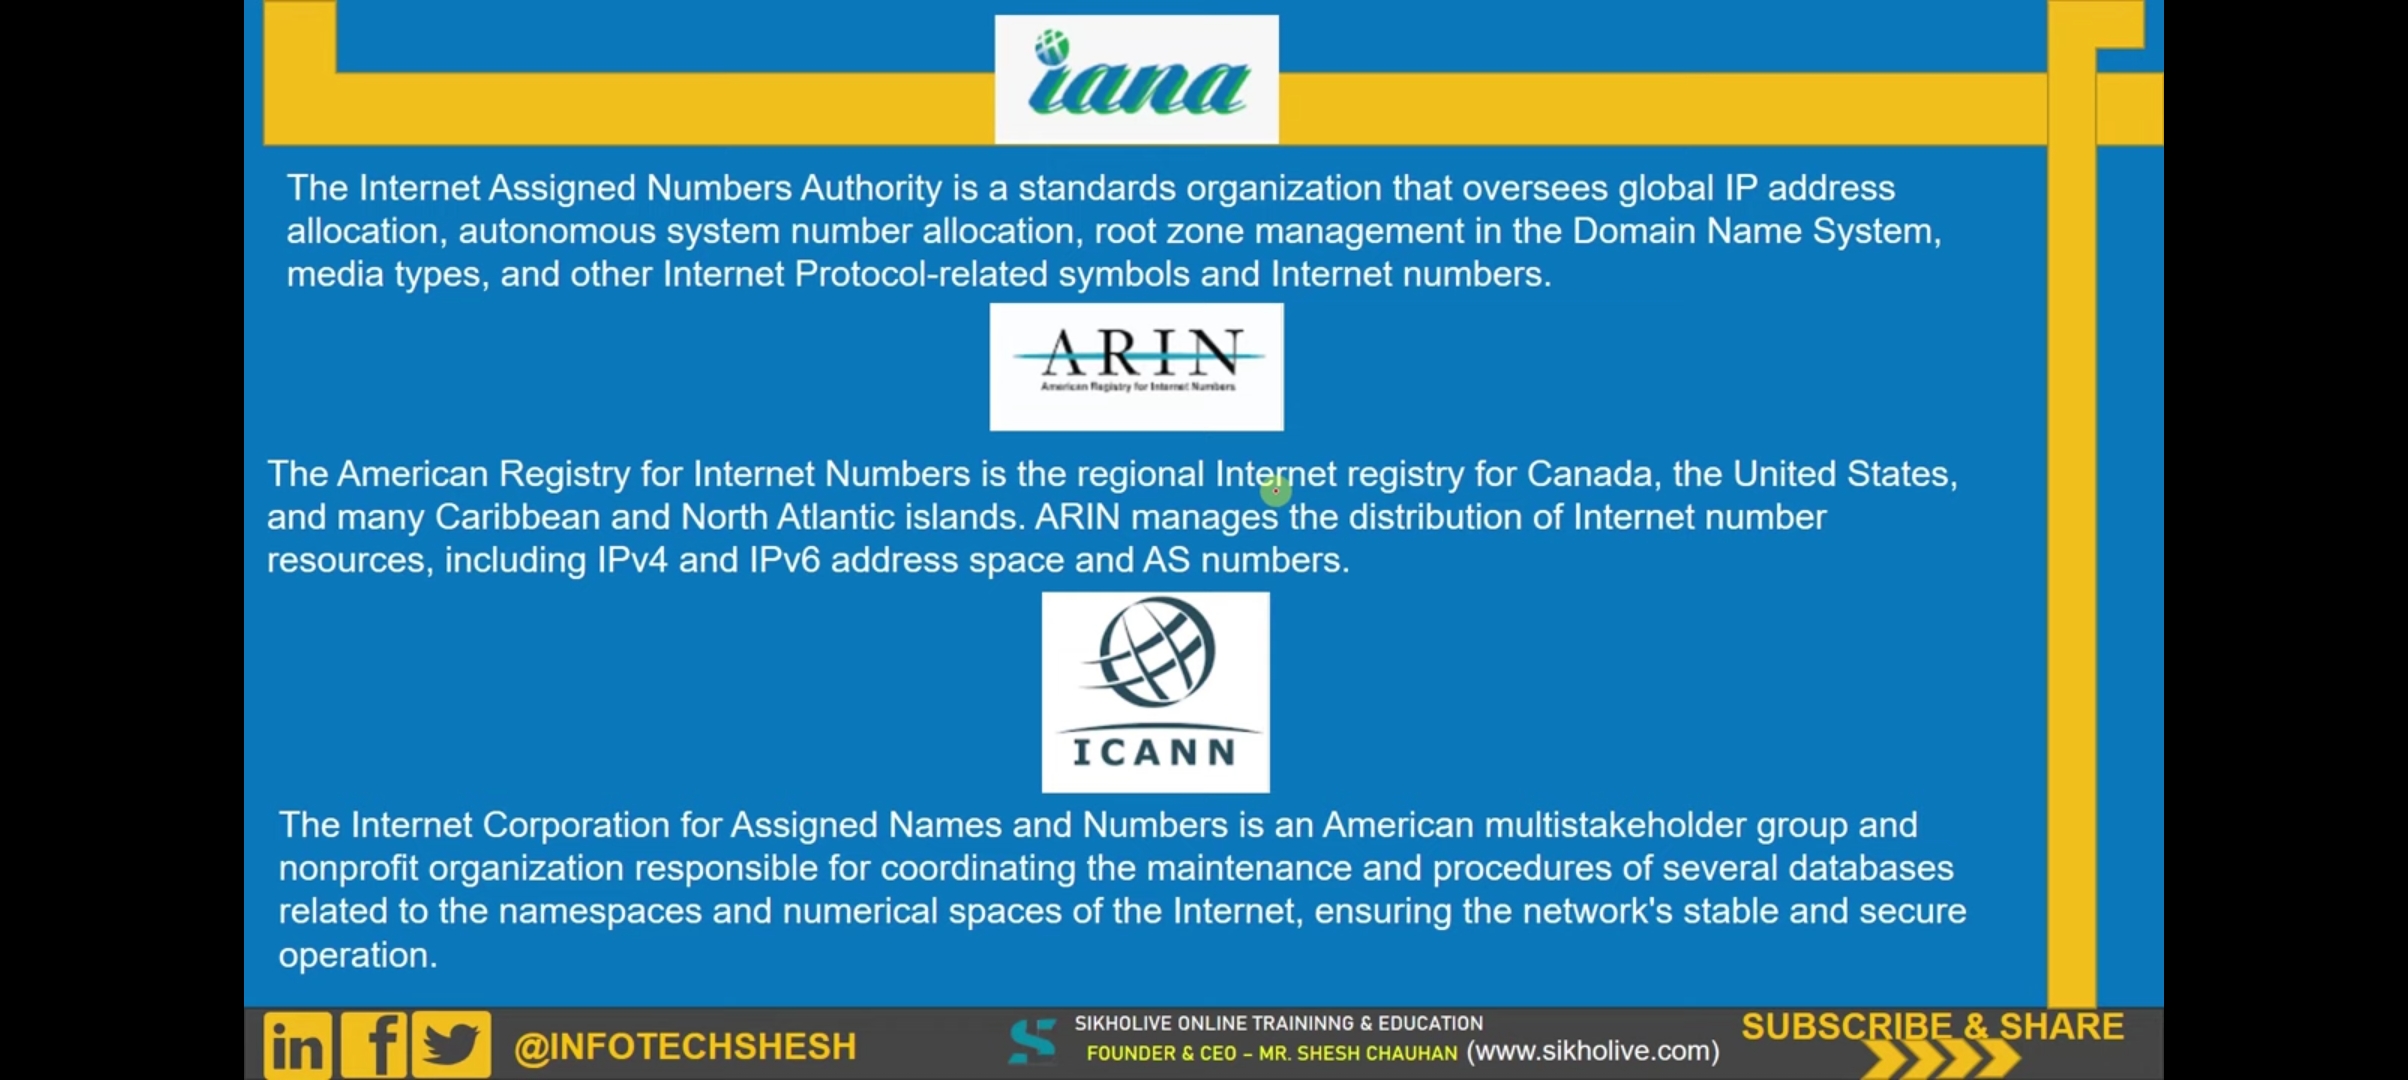 iana
The Internet Assigned Numbers Authority is a standards organization that oversees global IP address
allocation, autonomous system number allocation, root zone management in the Domain Name System,
media types, and other Internet Protocol-related symbols and Internet numbers.
ARIN
American Registry for Internet Numbers
The American Registry for Internet Numbers is the regional Internet registry for Canada, the United States,
and many Caribbean and North Atlantic islands. ARIN manages the distribution of Internet number
resources, including IPv4 and IPv6 address space and AS numbers.
ICANN
The Internet Corporation for Assigned Names and Numbers is an American multistakeholder group and
nonprofit organization responsible for coordinating the maintenance and procedures of several databases
related to the namespaces and numerical spaces of the Internet, ensuring the network's stable and secure
operation.
in f @INFOTECHSHESH
SIKHOLIVE ONLINE TRAININNG & EDUCATION
FOUNDER & CEO – MR. SHESH CHAUHAN (www.sikholive.com)
SUBSCRIBE & SHARE